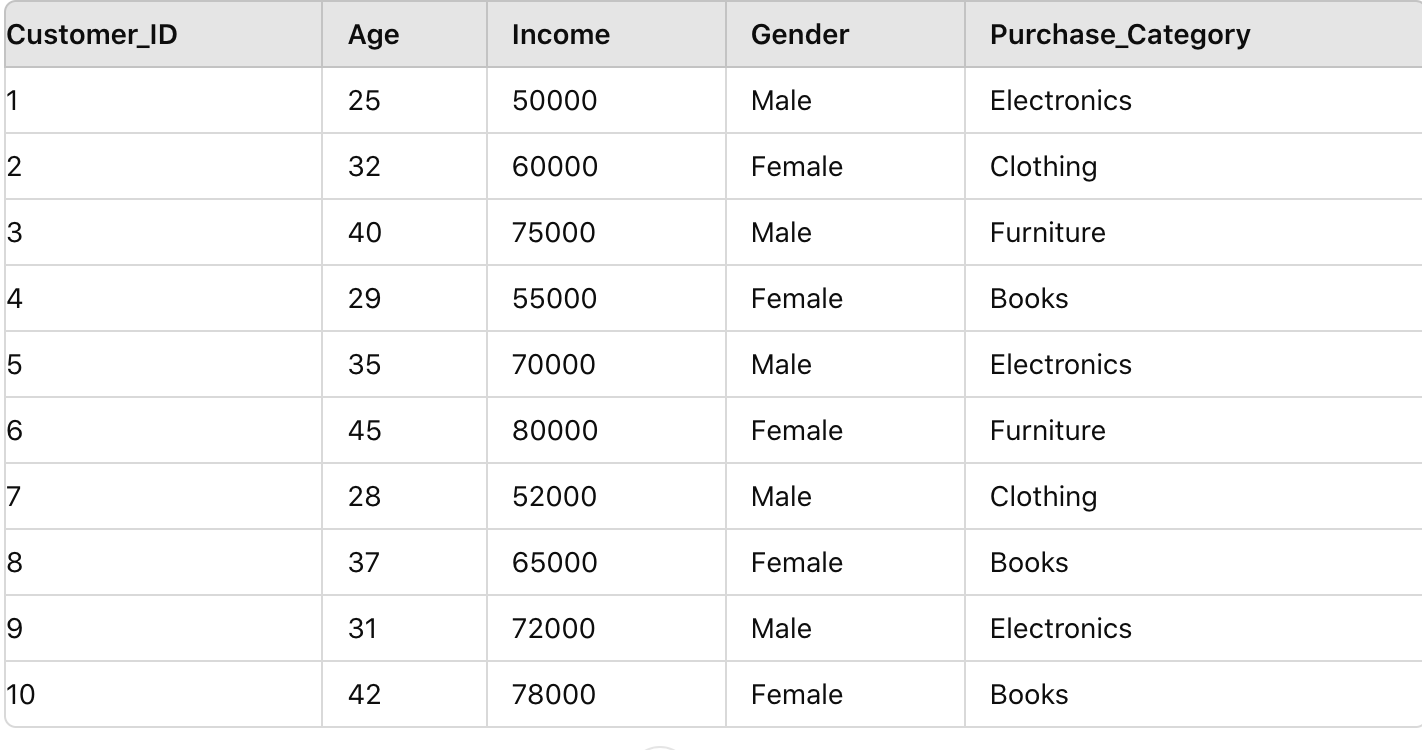 Customer_ID Age Income Gender Purchase_Category
1 25 50000 Male Electronics
2 32 60000 Female Clothing
3 40 75000 Male Furniture
4 29 55000 Female Books
5 35 70000 Male Electronics
6 45 80000 Female Furniture
7 28 52000 Male Clothing
8 37 65000 Female Books
9 31 72000 Male Electronics
10 42 78000 Female Books